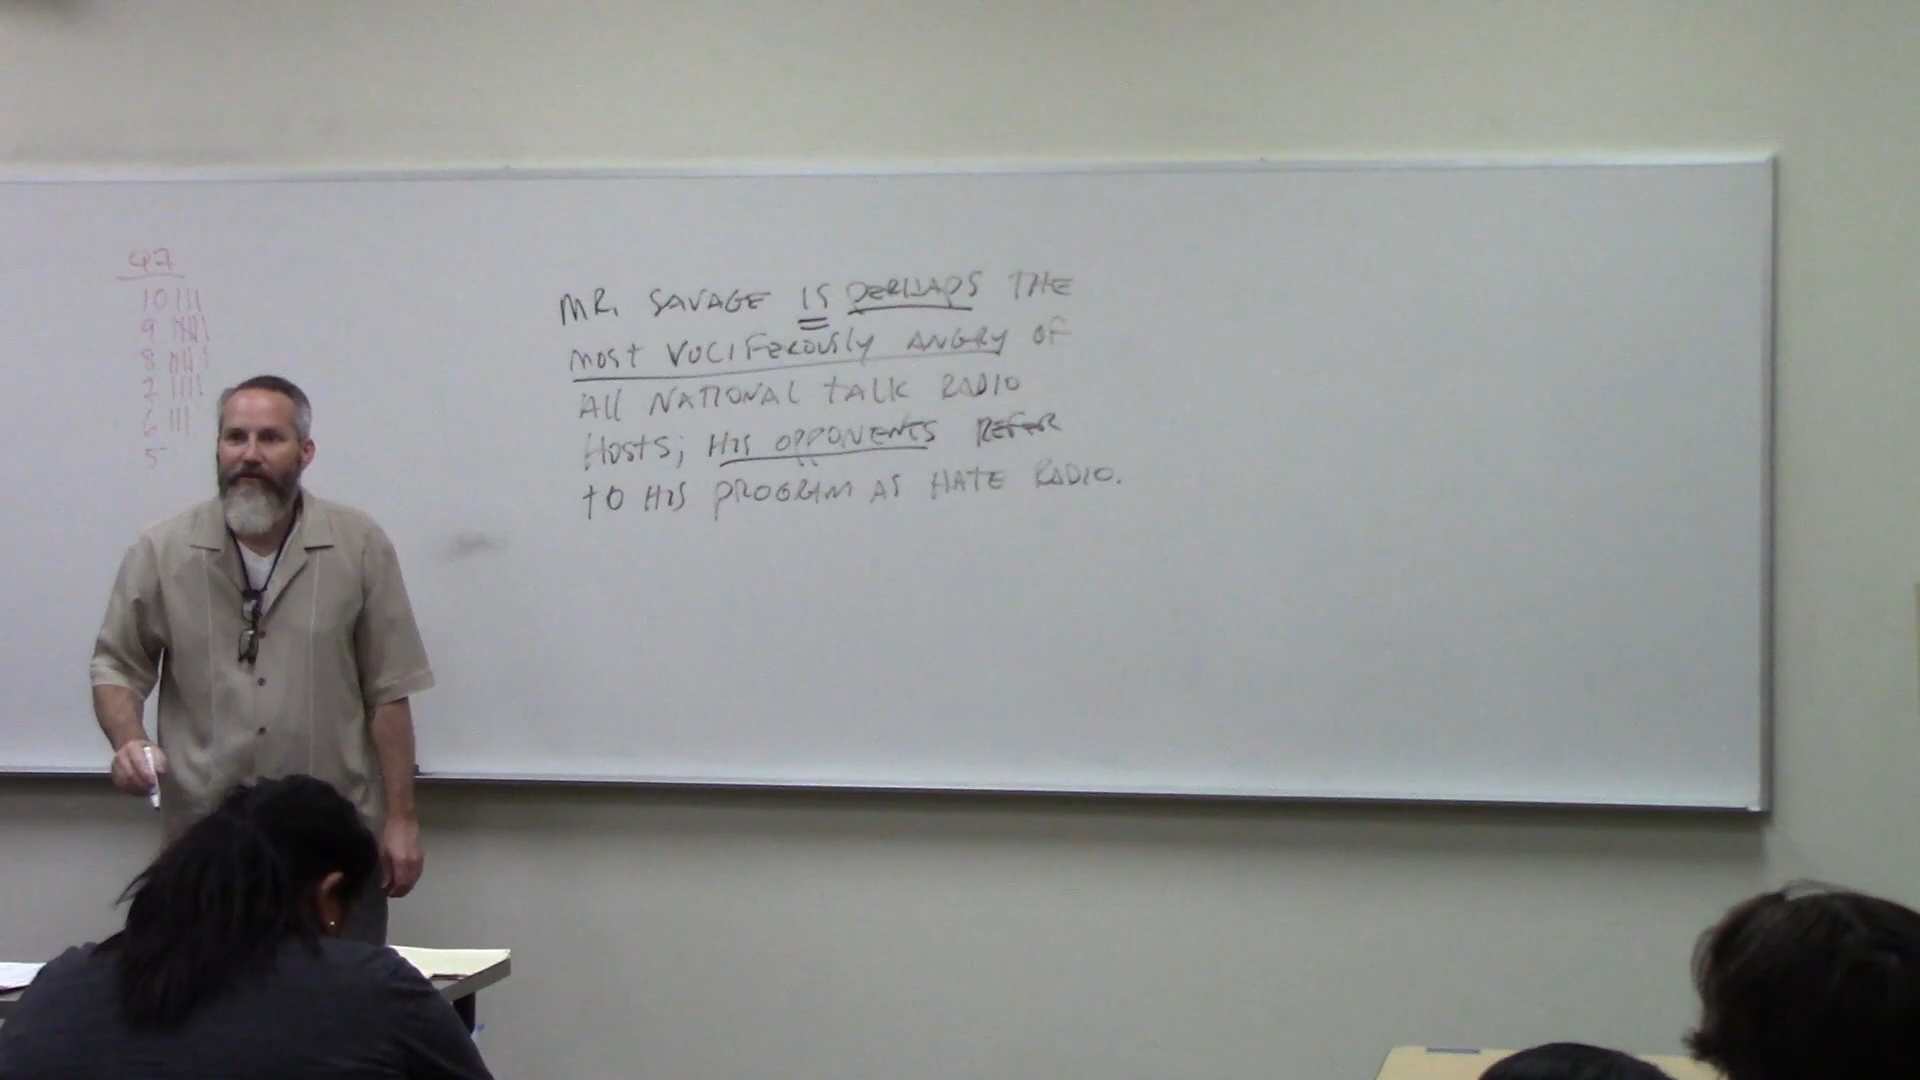 Q7
10 |||
9 |||||
8 |||||
7 ||||
6 |||
5
MR. SAVAGE IS PERHAPS THE
MOST VOCIFEROUSLY ANGRY OF
All NATIONAL TALK RADIO
HOSTS; HIS OPPONENTS REFER
TO HIS PROGRAM AS HATE RADIO.